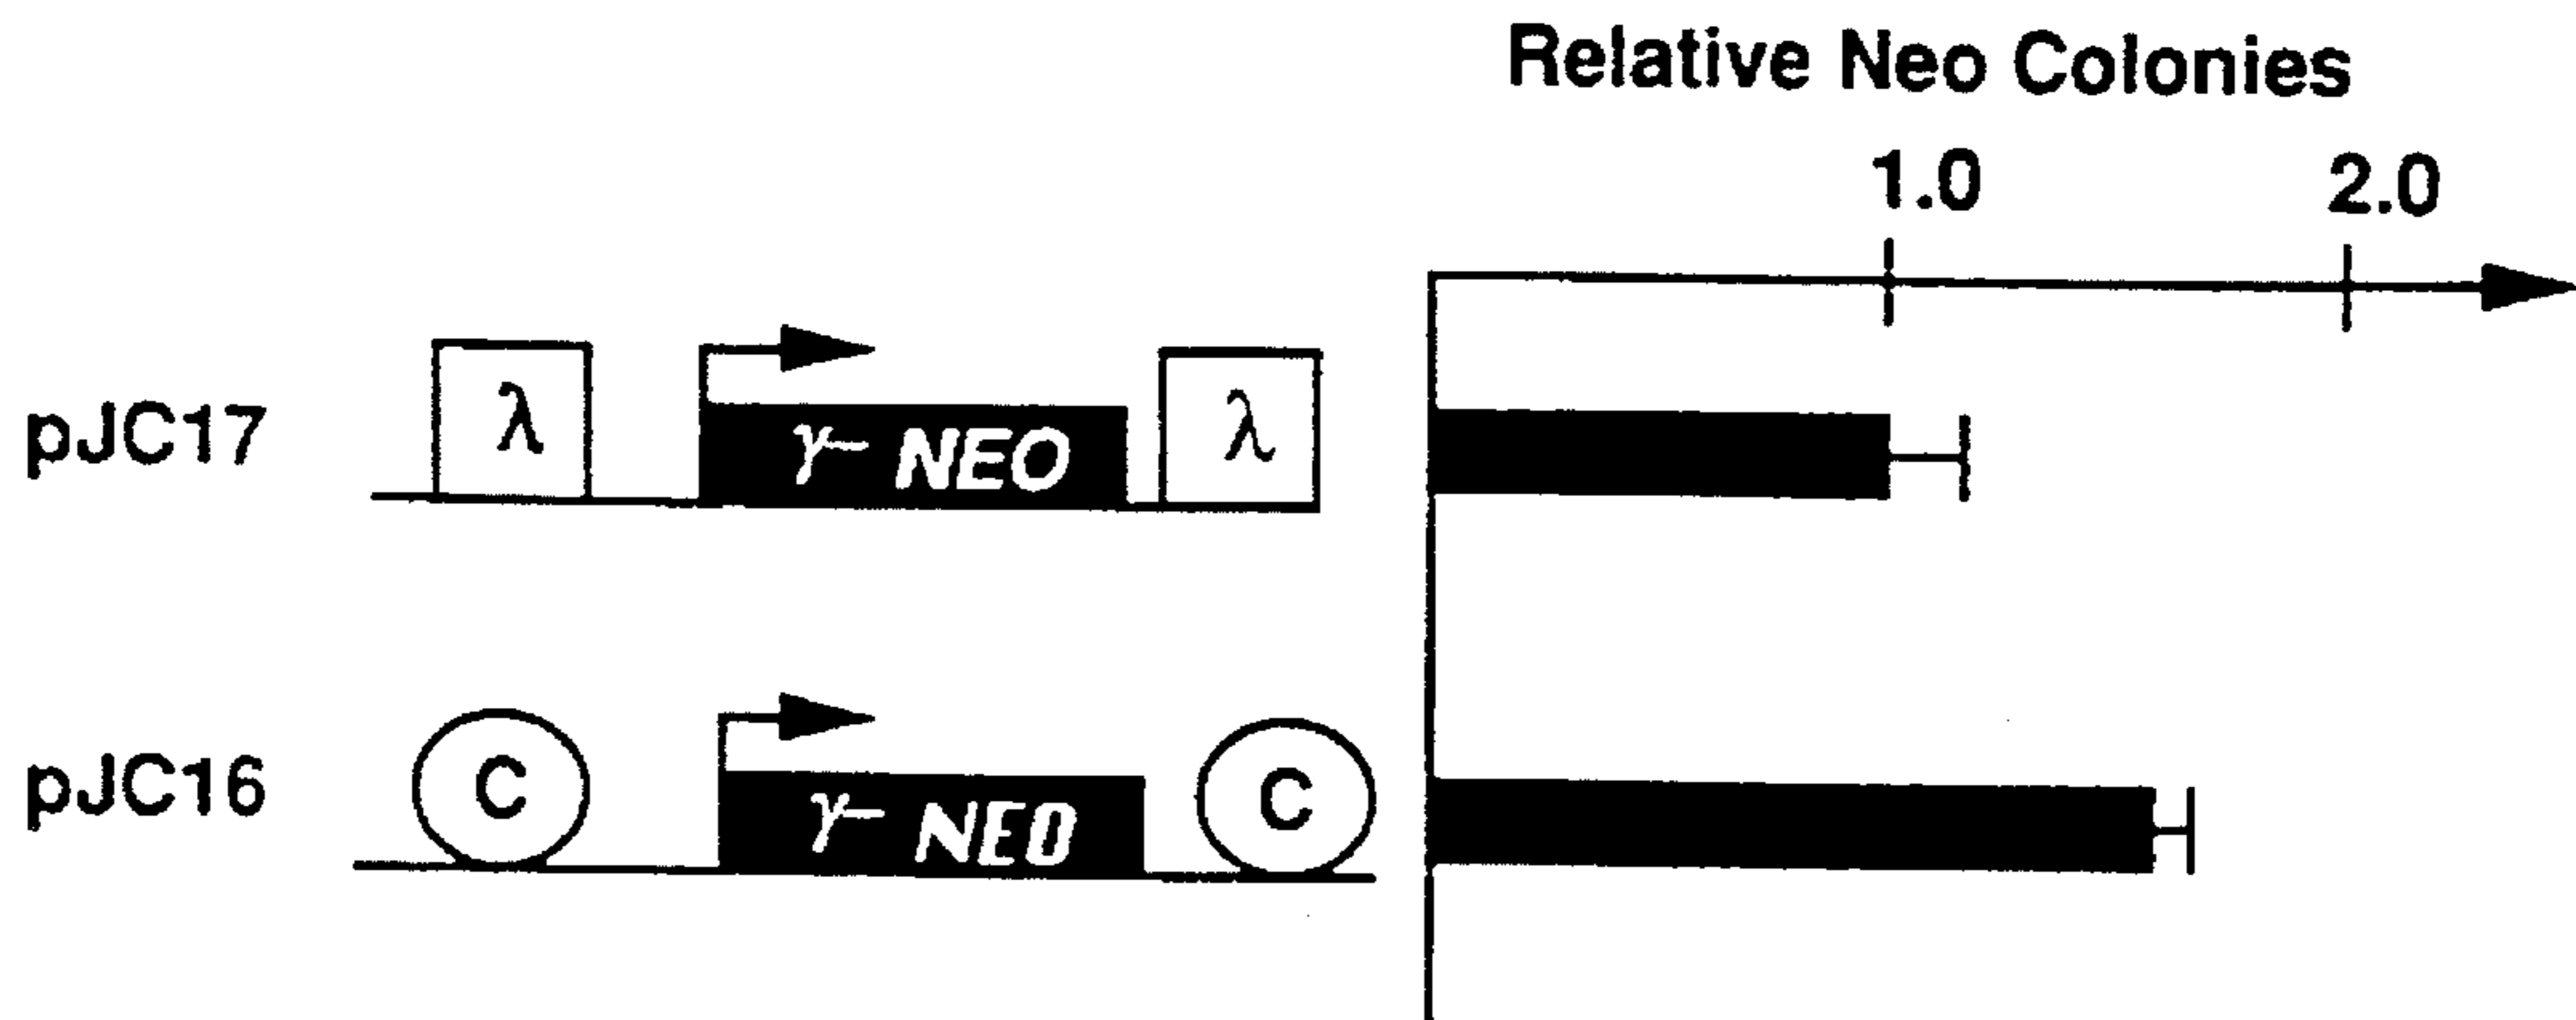 Relative Neo Colonies
1.0 2.0
pJC17 λ γ- NEO λ
pJC16 C γ- NEO C